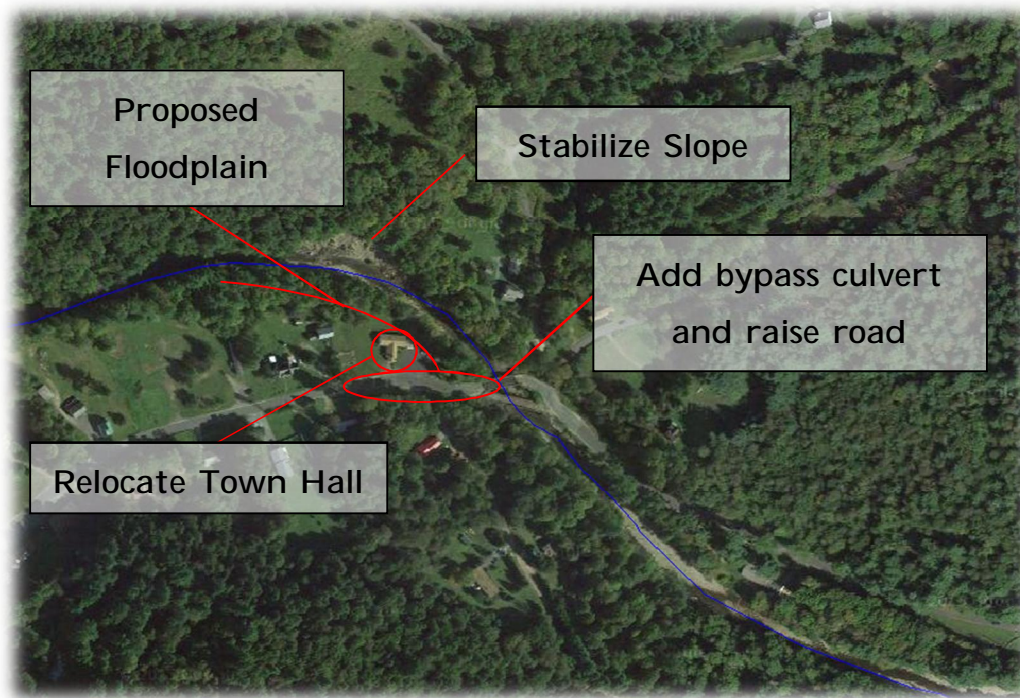 Proposed
Floodplain
Stabilize Slope
Add bypass culvert
and raise road
Relocate Town Hall